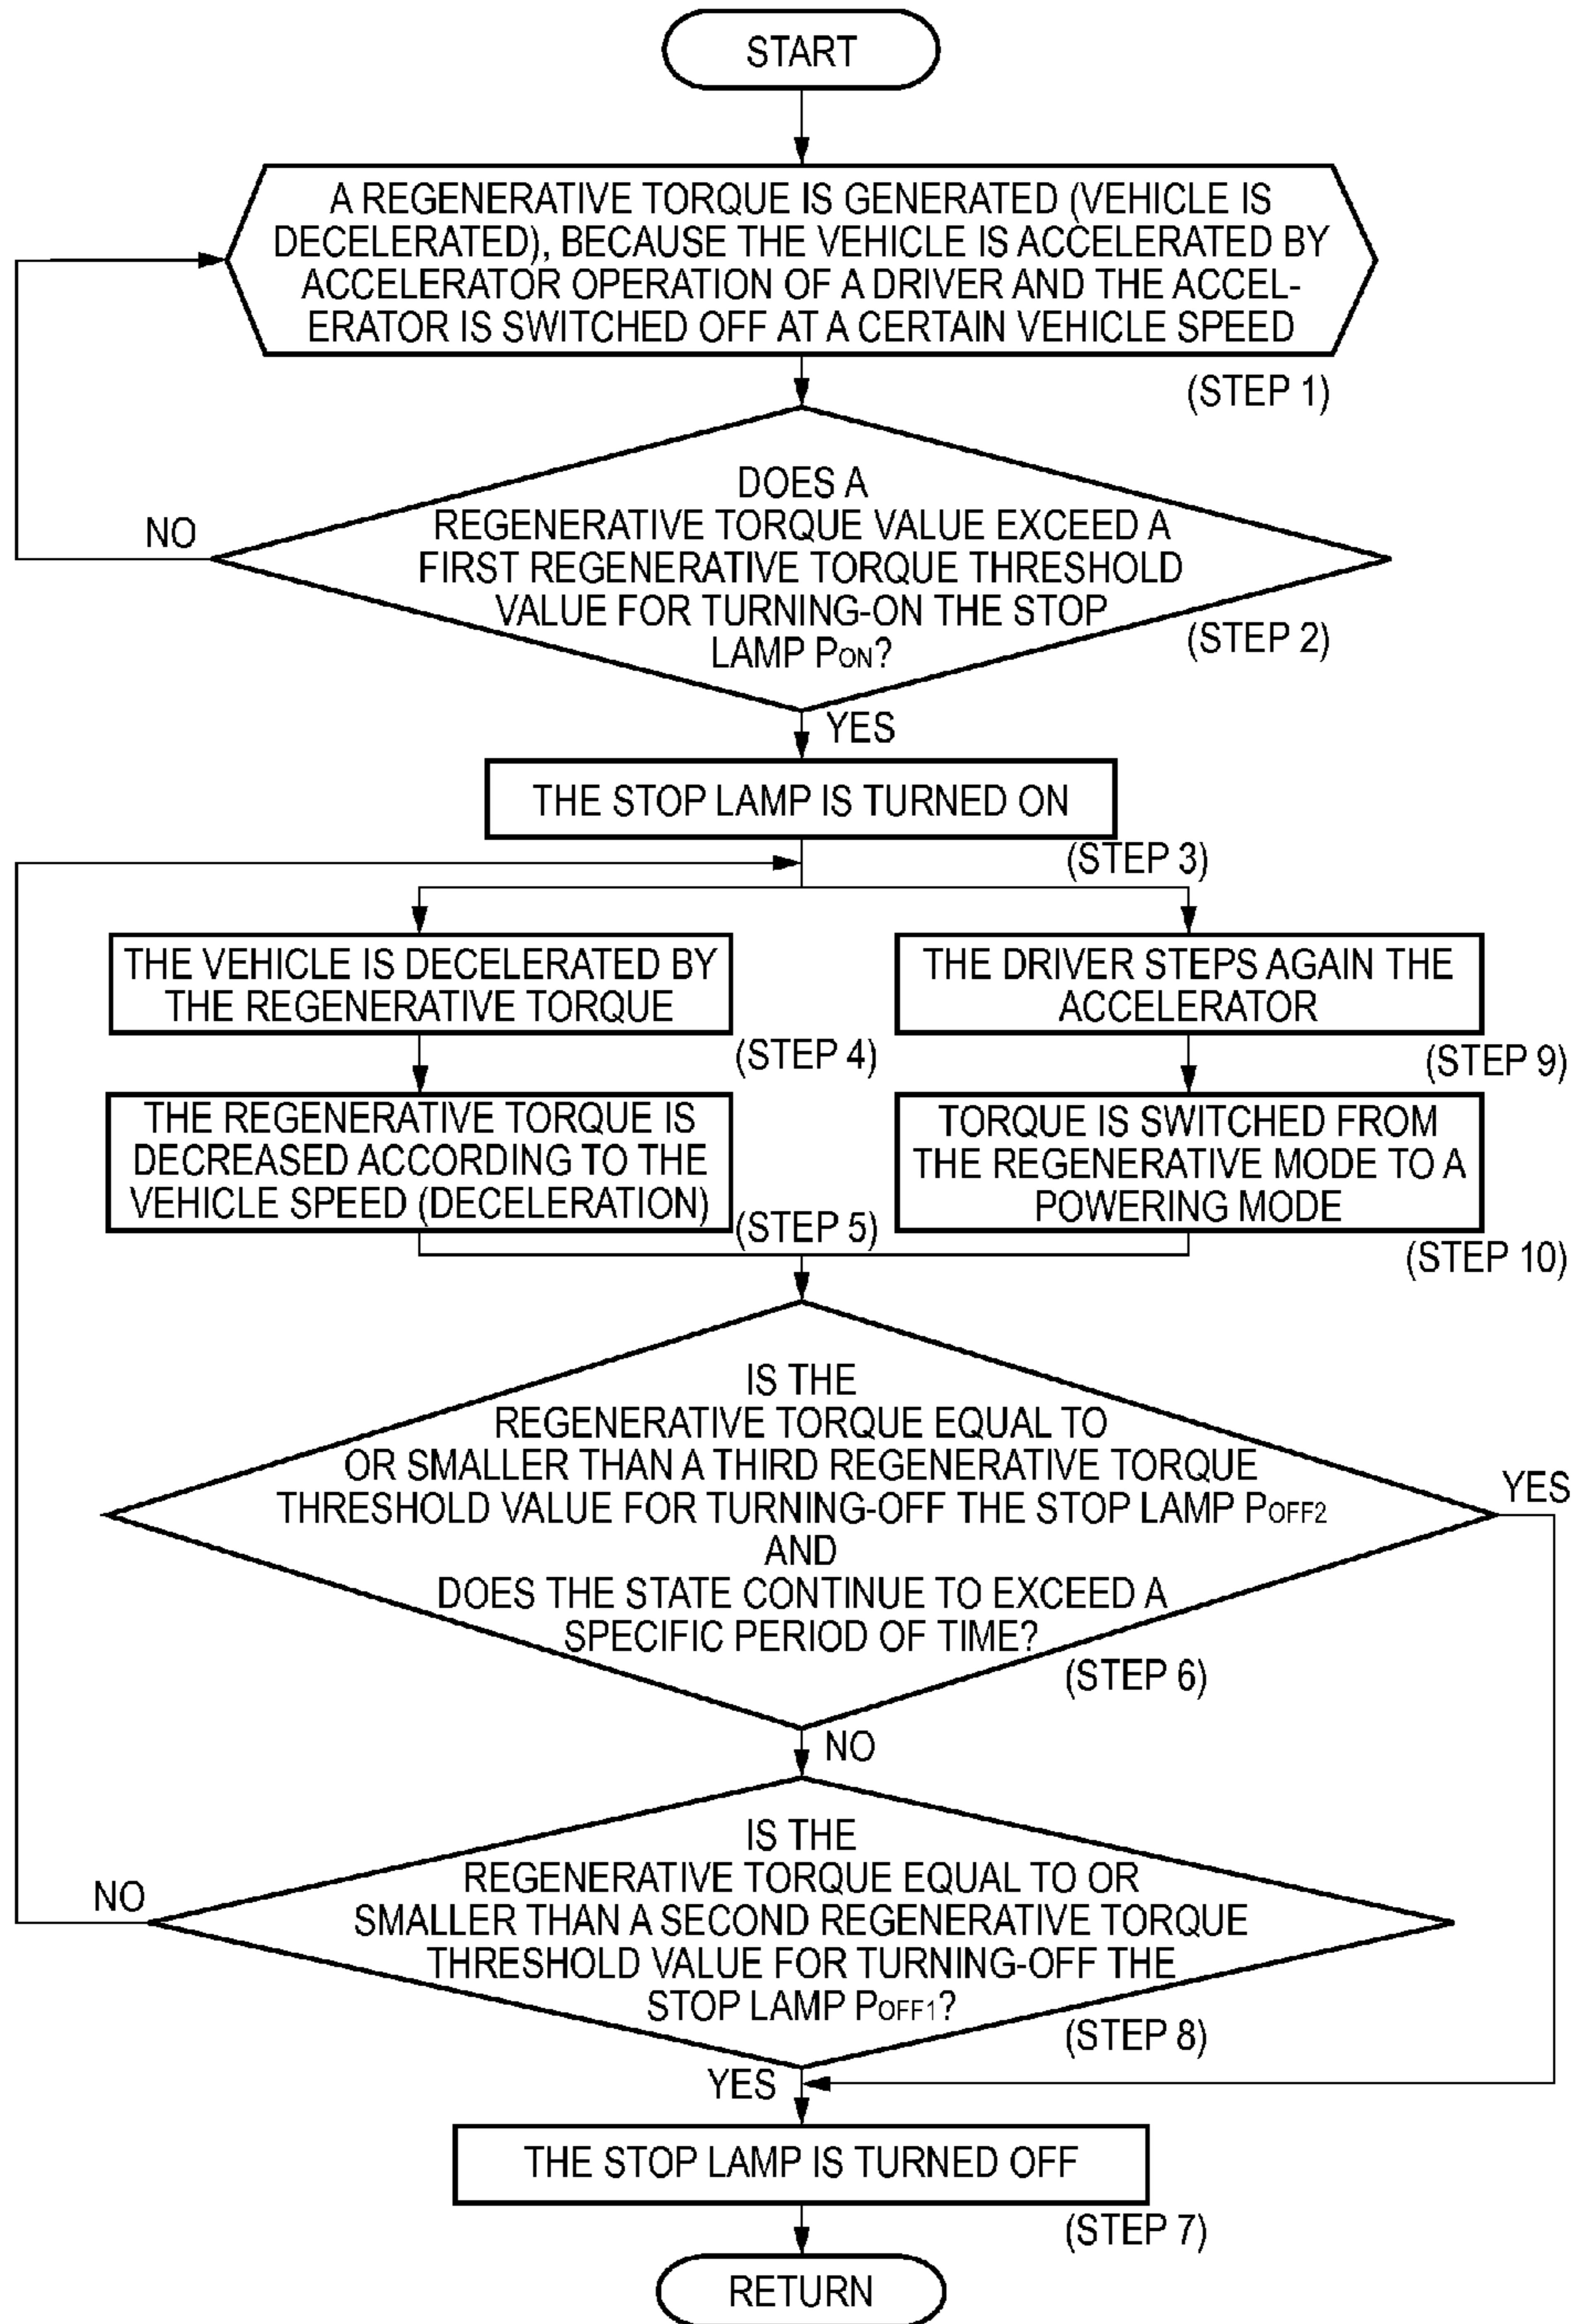 START
A REGENERATIVE TORQUE IS GENERATED (VEHICLE IS
DECELERATED), BECAUSE THE VEHICLE IS ACCELERATED BY
ACCELERATOR OPERATION OF A DRIVER AND THE ACCEL-
ERATOR IS SWITCHED OFF AT A CERTAIN VEHICLE SPEED
(STEP 1)
DOES A
REGENERATIVE TORQUE VALUE EXCEED A
FIRST REGENERATIVE TORQUE THRESHOLD
VALUE FOR TURNING-ON THE STOP
LAMP PON?
(STEP 2)
NO
YES
THE STOP LAMP IS TURNED ON
(STEP 3)
THE VEHICLE IS DECELERATED BY
THE REGENERATIVE TORQUE
(STEP 4)
THE DRIVER STEPS AGAIN THE
ACCELERATOR
(STEP 9)
THE REGENERATIVE TORQUE IS
DECREASED ACCORDING TO THE
VEHICLE SPEED (DECELERATION)
(STEP 5)
TORQUE IS SWITCHED FROM
THE REGENERATIVE MODE TO A
POWERING MODE
(STEP 10)
IS THE
REGENERATIVE TORQUE EQUAL TO
OR SMALLER THAN A THIRD REGENERATIVE TORQUE
THRESHOLD VALUE FOR TURNING-OFF THE STOP LAMP POFF2
AND
DOES THE STATE CONTINUE TO EXCEED A
SPECIFIC PERIOD OF TIME?
(STEP 6)
YES
NO
IS THE
REGENERATIVE TORQUE EQUAL TO OR
SMALLER THAN A SECOND REGENERATIVE TORQUE
THRESHOLD VALUE FOR TURNING-OFF THE
STOP LAMP POFF1?
(STEP 8)
NO
YES
THE STOP LAMP IS TURNED OFF
(STEP 7)
RETURN